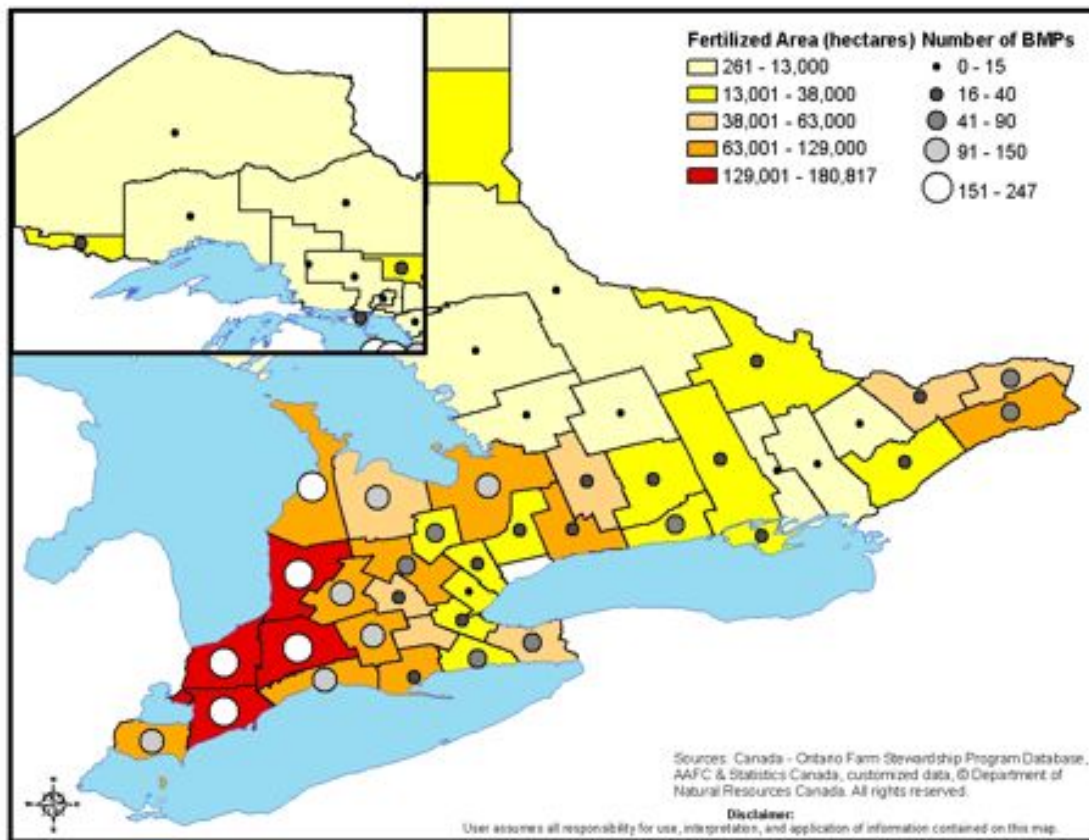 Fertilized Area (hectares) Number of BMPs
261 - 13,000 0 - 15
13,001 - 38,000 16 - 40
38,001 - 63,000 41 - 90
63,001 - 129,000 91 - 150
129,001 - 180,817 151 - 247
Sources: Canada - Ontario Farm Stewardship Program Database,
AAFC & Statistics Canada, customized data, © Department of
Natural Resources Canada. All rights reserved.
Disclaimer:
User assumes all responsibility for use, interpretation, and application of information contained on this map.